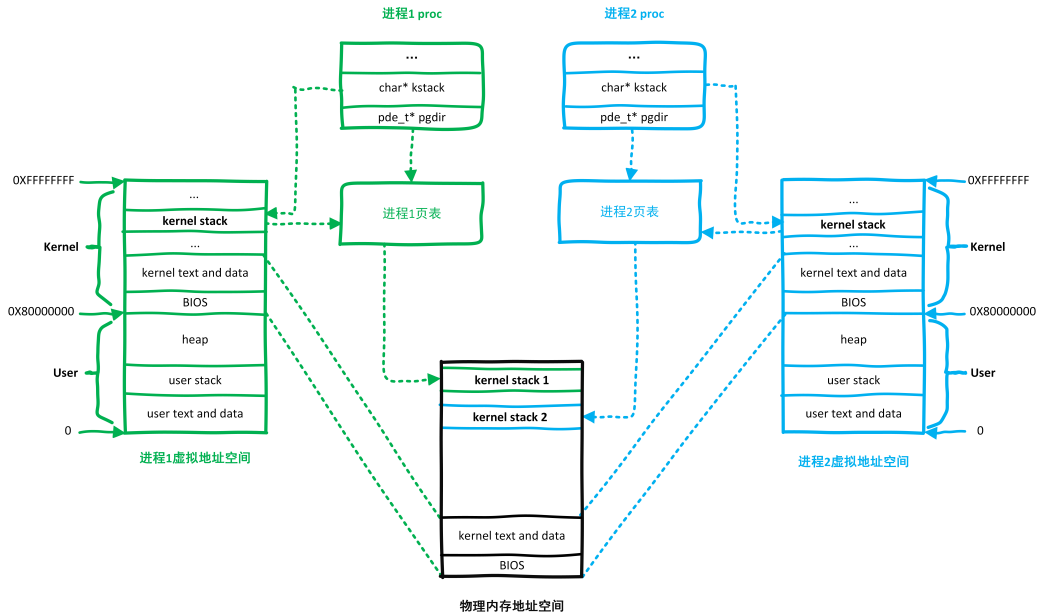 进程1 proc
...
char* kstack
pde_t* pgdir
进程2 proc
...
char* kstack
pde_t* pgdir
0XFFFFFFFF
...
kernel stack
...
kernel text and data
BIOS
heap
user stack
user text and data
Kernel
0X80000000
User
0
进程1虚拟地址空间
进程1页表
进程2页表
0XFFFFFFFF
...
kernel stack
...
kernel text and data
BIOS
heap
user stack
user text and data
Kernel
0X80000000
User
0
进程2虚拟地址空间
kernel stack 1
kernel stack 2
kernel text and data
BIOS
物理内存地址空间